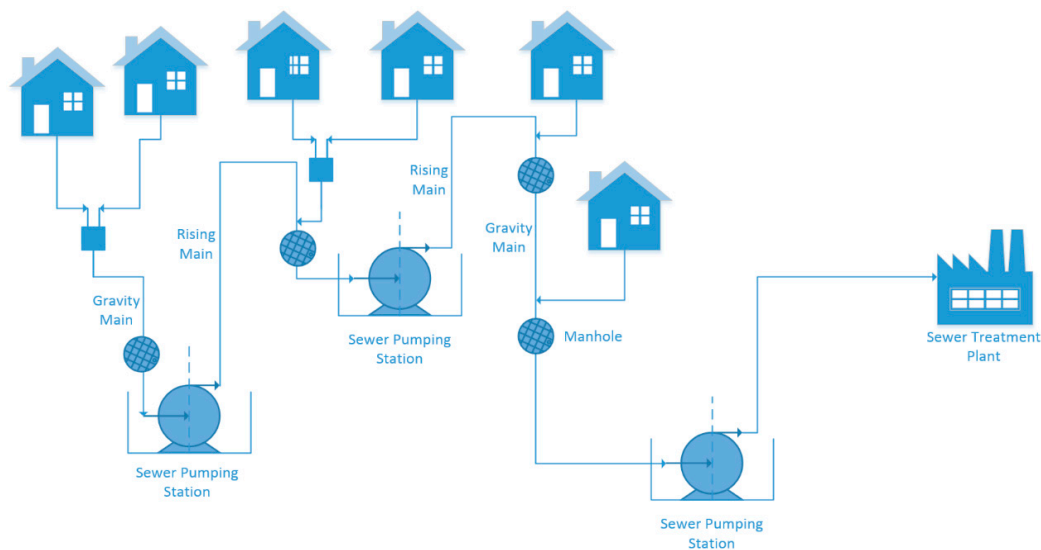 Rising
Main
Rising
Main
Gravity
Main
Gravity
Main
Sewer Pumping
Station
Manhole
Sewer Treatment
Plant
Sewer Pumping
Station
Sewer Pumping
Station